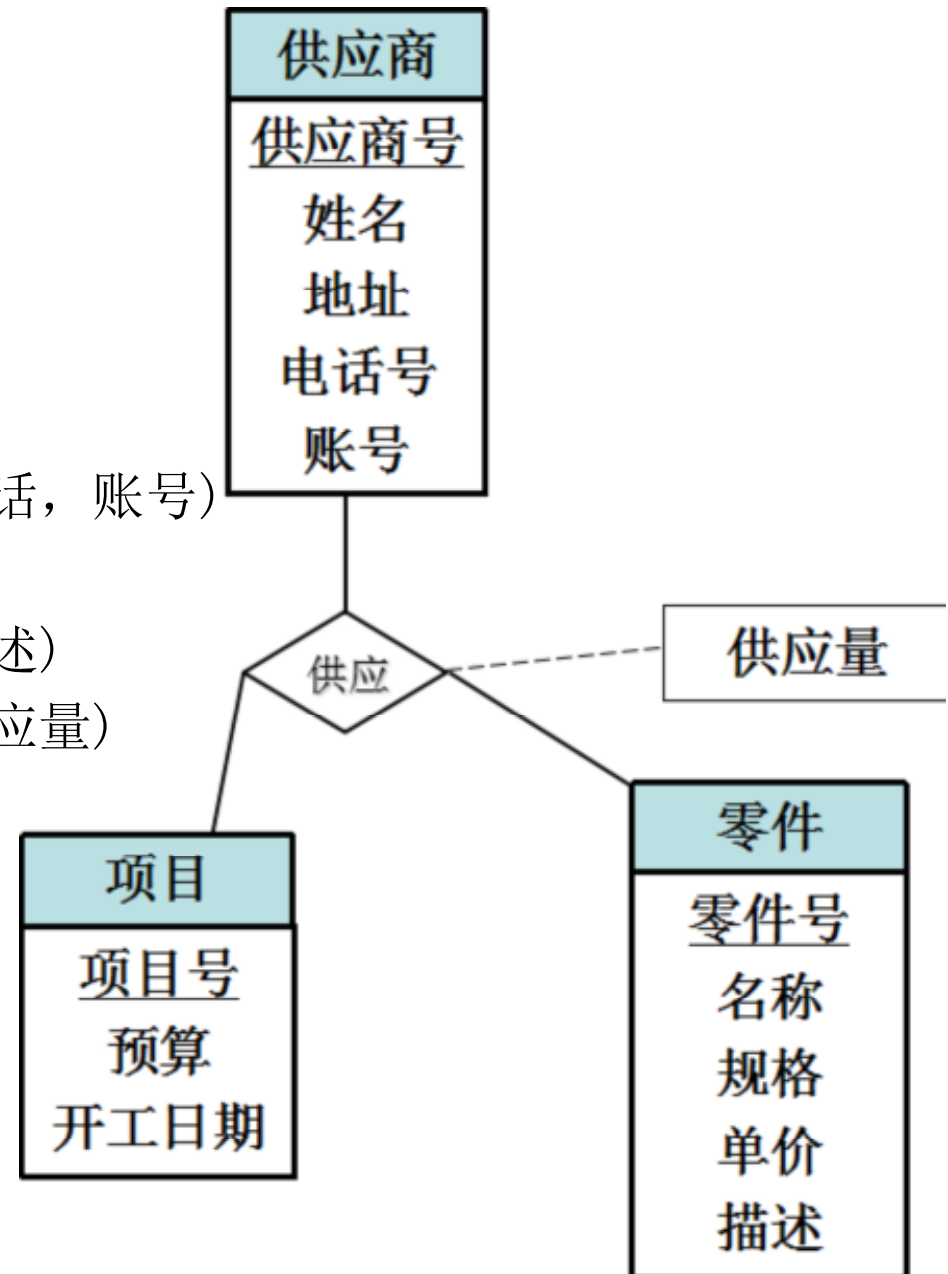 供应商
供应商号
姓名
地址
电话号
账号
话，账号)
述)
应量)
供应
供应量
项目
项目号
预算
开工日期
零件
零件号
名称
规格
单价
描述